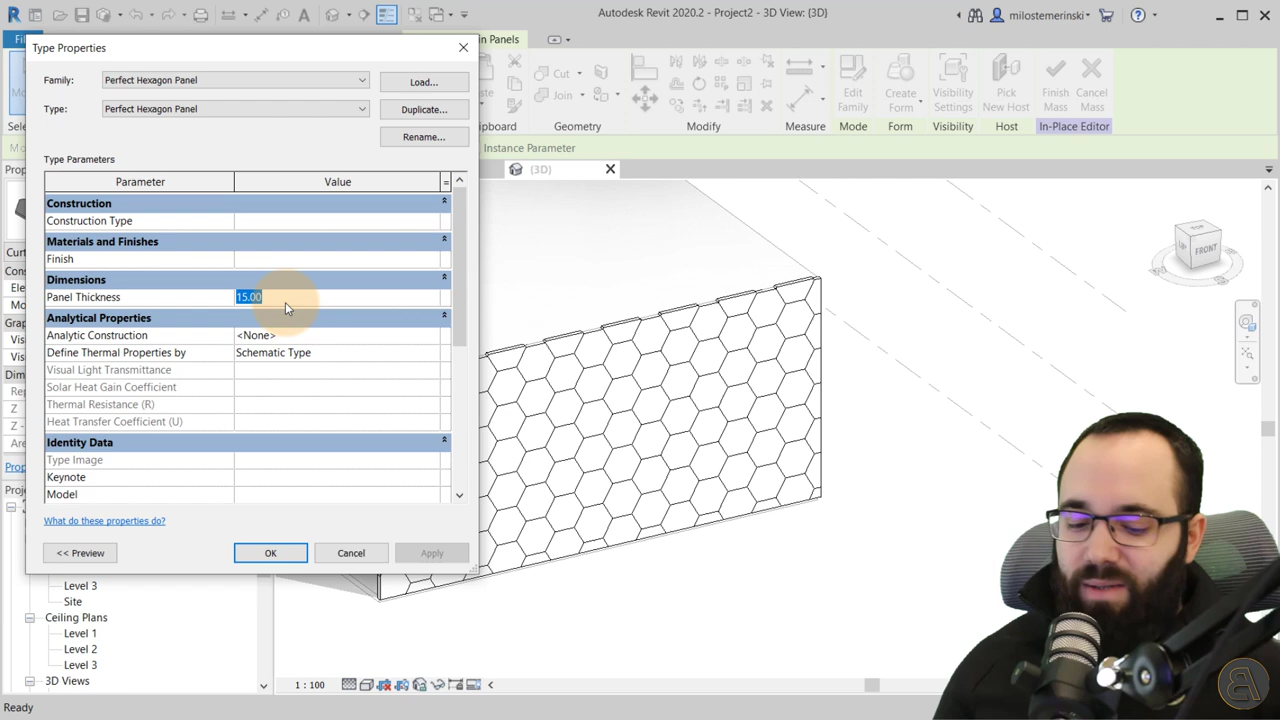 Autodesk Revit 2020.2 - Project2 - 3D View: {3D}
milostemerinski
Type Properties
Family:
Perfect Hexagon Panel
Load...
Type:
Perfect Hexagon Panel
Duplicate...
Rename...
Type Parameters
Parameter
Value
=
Construction
Construction Type
Materials and Finishes
Finish
Dimensions
Panel Thickness
15.00
Analytical Properties
Analytic Construction
<None>
Define Thermal Properties by
Schematic Type
Visual Light Transmittance
Solar Heat Gain Coefficient
Thermal Resistance (R)
Heat Transfer Coefficient (U)
Identity Data
Type Image
Keynote
Model
What do these properties do?
<< Preview
OK
Cancel
Apply
n Panels
Cut
Join
Edit Family
Create Form
Visibility Settings
Pick New Host
Finish Mass
Cancel Mass
Geometry
Modify
Measure
Mode
Form
Visibility
Host
In-Place Editor
Instance Parameter
{3D}
UP
FRONT
Level 3
Site
Ceiling Plans
Level 1
Level 2
Level 3
3D Views
1 : 100
Ready